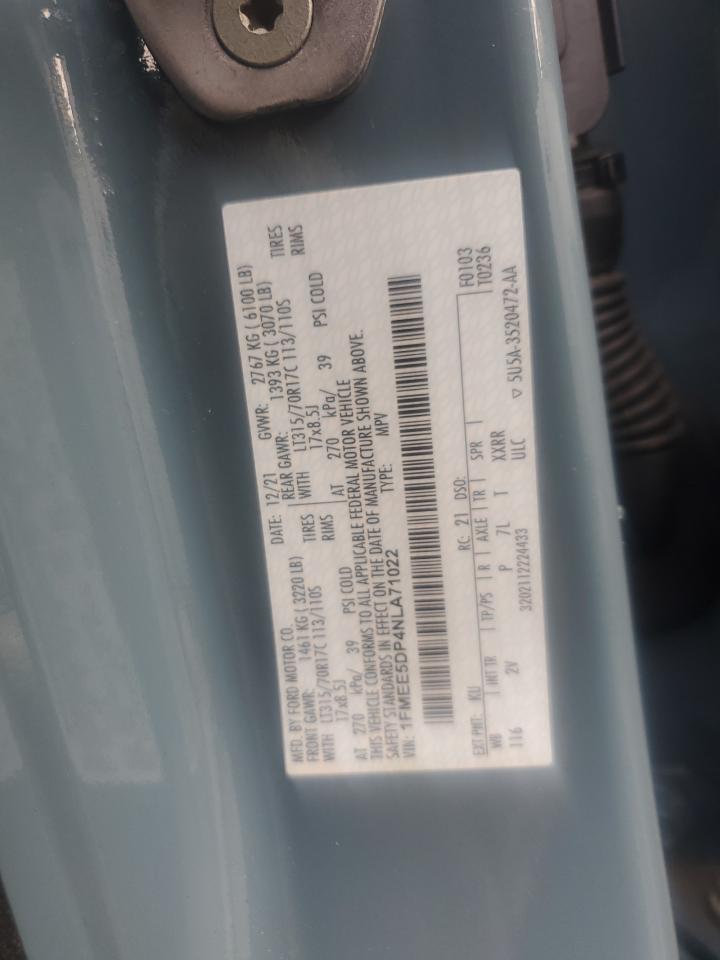 MFD. BY FORD MOTOR CO.
DATE: 12/21 GVWR: 2767 KG ( 6100 LB)
FRONT GAWR: 1461 KG ( 3220 LB)
REAR GAWR: 1393 KG ( 3070 LB)
WITH LT315/70R17C 113/110S TIRES
WITH LT315/70R17C 113/110S TIRES
17x8.5J RIMS
17x8.5J RIMS
AT 270 kPa/ 39 PSI COLD
AT 270 kPa/ 39 PSI COLD
THIS VEHICLE CONFORMS TO ALL APPLICABLE FEDERAL MOTOR VEHICLE
SAFETY STANDARDS IN EFFECT ON THE DATE OF MANUFACTURE SHOWN ABOVE.
VIN: 1FMEE5DP4NLA71022 TYPE: MPV
F0103
T0236
EXT PNT: KU RC: 21 DSO:
WB INT TR TP/PS R AXLE TR SPR
116 2V P 7L T XXRR
3202112224433 ULC
▽ 5U5A-3520472-AA